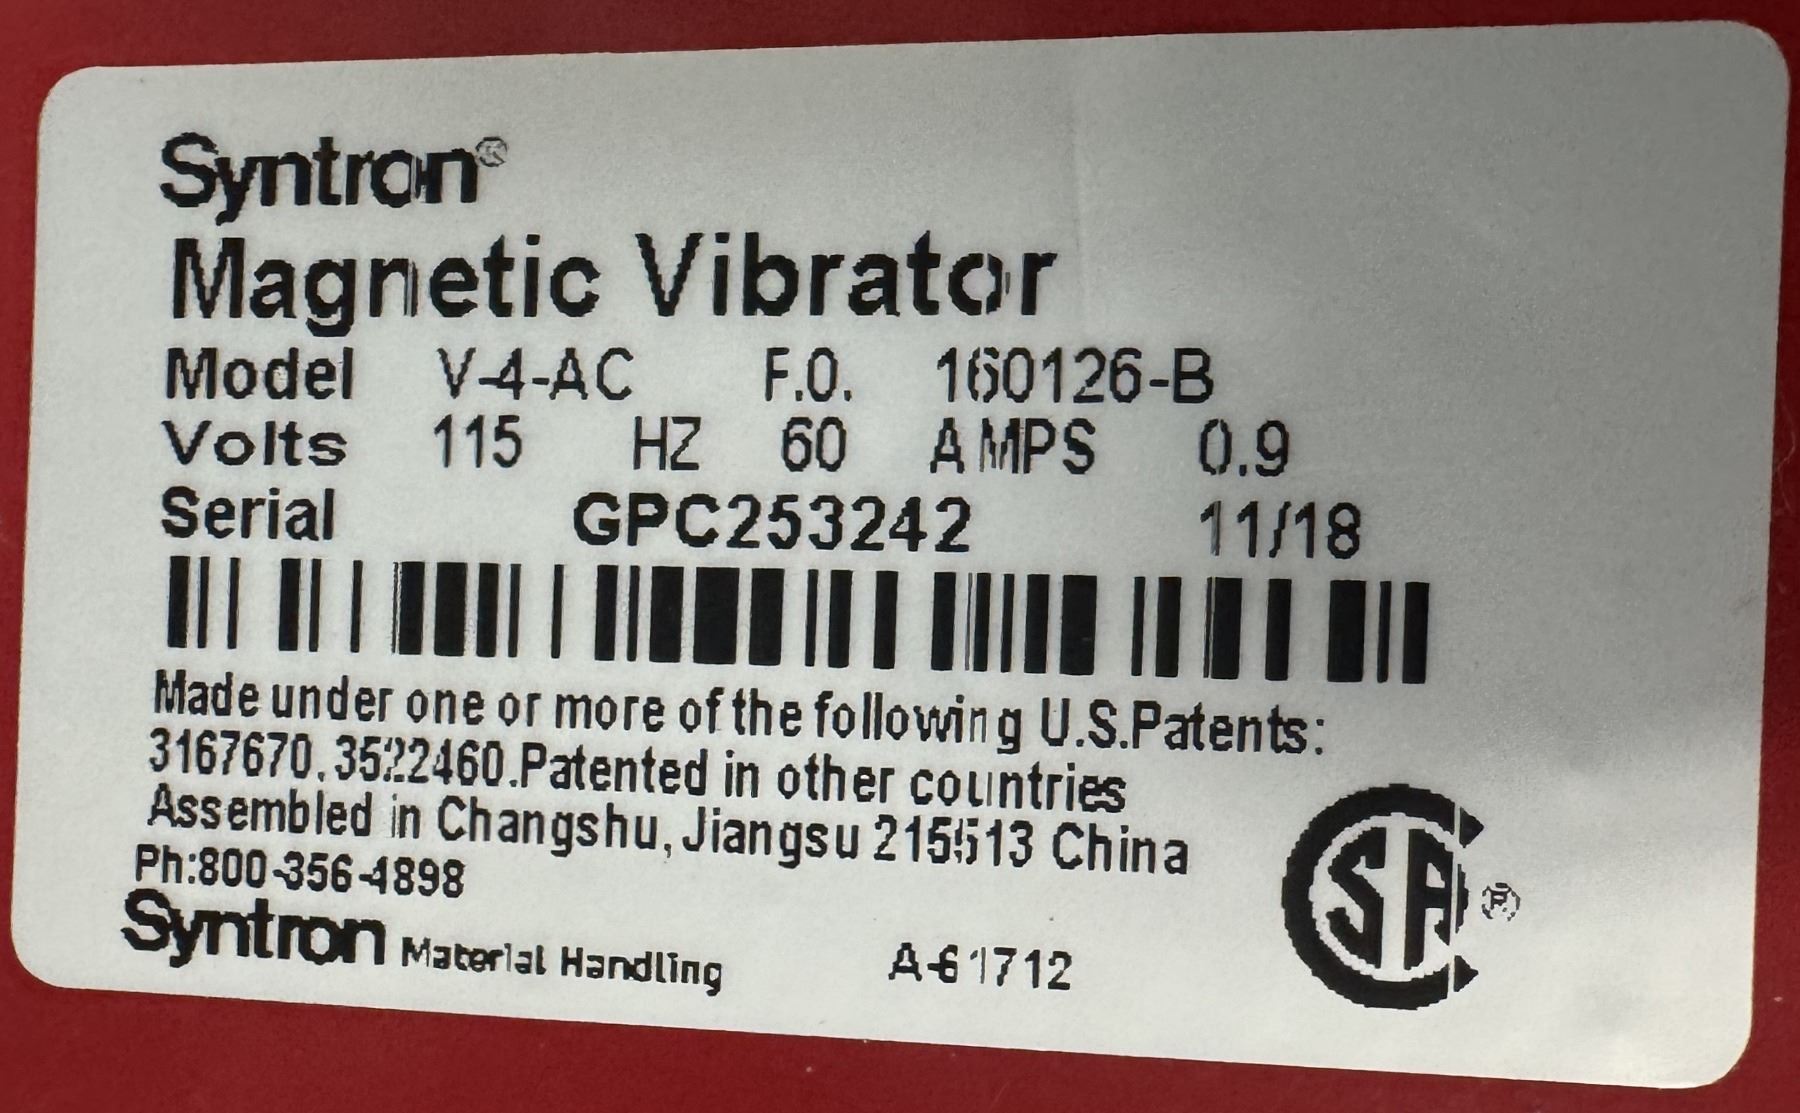 Syntron®
Magnetic Vibrator
Model V-4-AC F.O. 160126-B
Volts 115 HZ 60 AMPS 0.9
Serial GPC253242 11/18
Made under one or more of the following U.S.Patents:
3167670,3522460.Patented in other countries
Assembled in Changshu,Jiangsu 215513 China
Ph:800-356-4898
Syntron Material Handling A-61712
CSA®